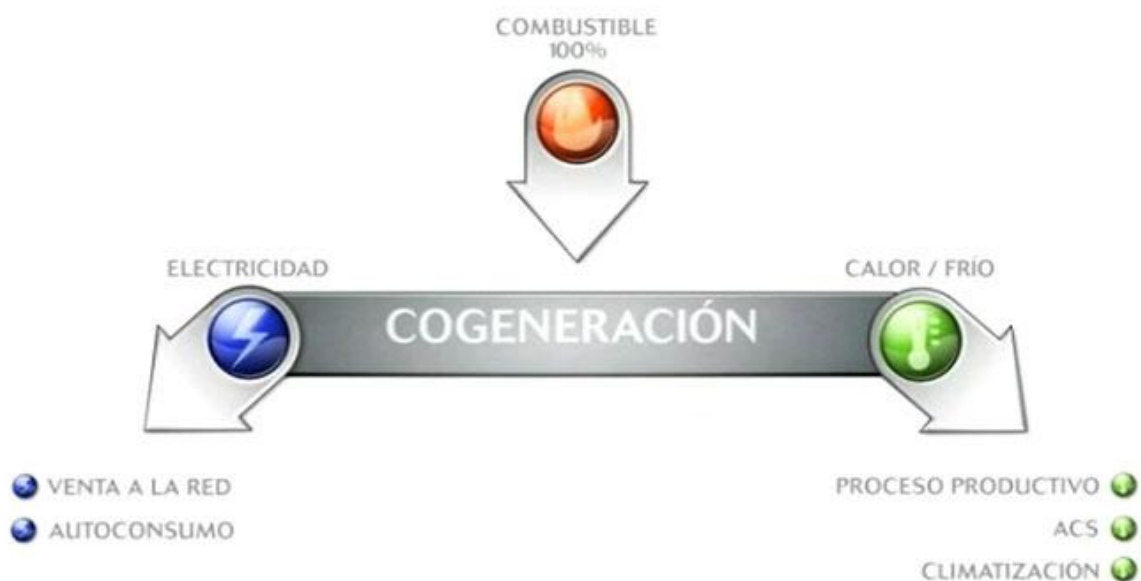 COMBUSTIBLE
100%
ELECTRICIDAD
CALOR / FRÍO
COGENERACIÓN
VENTA A LA RED
AUTOCONSUMO
PROCESO PRODUCTIVO
ACS
CLIMATIZACIÓN